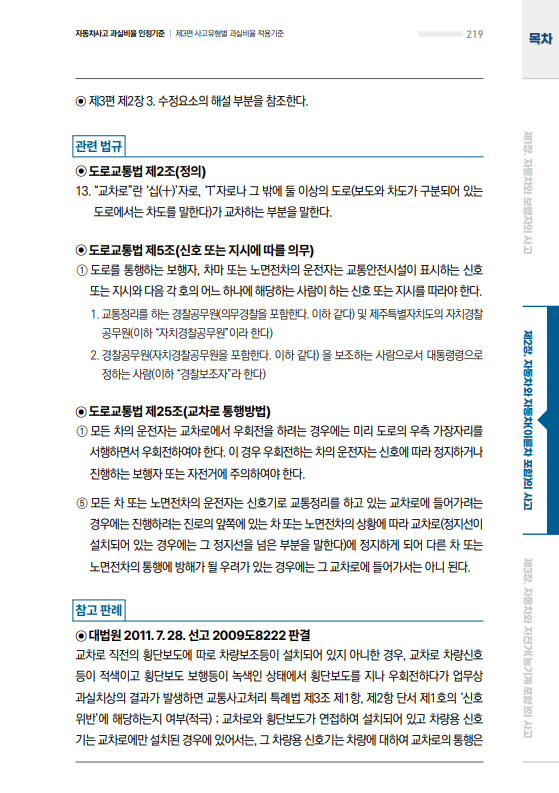 자동차사고 과실비율 인정기준 | 제3편 사고유형별 과실비율 적용기준
219
목차
◉ 제3편 제2장 3. 수정요소의 해설 부분을 참조한다.
관련 법규
◉ 도로교통법 제2조(정의)
13. “교차로”란 ‘십(十)’자로, ‘T’자로나 그 밖에 둘 이상의 도로(보도와 차도가 구분되어 있는
도로에서는 차도를 말한다)가 교차하는 부분을 말한다.
◉ 도로교통법 제5조(신호 또는 지시에 따를 의무)
① 도로를 통행하는 보행자, 차마 또는 노면전차의 운전자는 교통안전시설이 표시하는 신호
또는 지시와 다음 각 호의 어느 하나에 해당하는 사람이 하는 신호 또는 지시를 따라야 한다.
1. 교통정리를 하는 경찰공무원(의무경찰을 포함한다. 이하 같다) 및 제주특별자치도의 자치경찰
공무원(이하 “자치경찰공무원”이라 한다)
2. 경찰공무원(자치경찰공무원을 포함한다. 이하 같다) 을 보조하는 사람으로서 대통령령으로
정하는 사람(이하 “경찰보조자”라 한다)
◉ 도로교통법 제25조(교차로 통행방법)
① 모든 차의 운전자는 교차로에서 우회전을 하려는 경우에는 미리 도로의 우측 가장자리를
서행하면서 우회전하여야 한다. 이 경우 우회전하는 차의 운전자는 신호에 따라 정지하거나
진행하는 보행자 또는 자전거에 주의하여야 한다.
⑤ 모든 차 또는 노면전차의 운전자는 신호기로 교통정리를 하고 있는 교차로에 들어가려는
경우에는 진행하려는 진로의 앞쪽에 있는 차 또는 노면전차의 상황에 따라 교차로(정지선이
설치되어 있는 경우에는 그 정지선을 넘은 부분을 말한다)에 정지하게 되어 다른 차 또는
노면전차의 통행에 방해가 될 우려가 있는 경우에는 그 교차로에 들어가서는 아니 된다.
참고 판례
◉ 대법원 2011. 7. 28. 선고 2009도8222 판결
교차로 직전의 횡단보도에 따로 차량보조등이 설치되어 있지 아니한 경우, 교차로 차량신호
등이 적색이고 횡단보도 보행등이 녹색인 상태에서 횡단보도를 지나 우회전하다가 업무상
과실치상의 결과가 발생하면 교통사고처리 특례법 제3조 제1항, 제2항 단서 제1호의 ‘신호
위반’에 해당하는지 여부(적극) ; 교차로와 횡단보도가 연접하여 설치되어 있고 차량용 신호
기는 교차로에만 설치된 경우에 있어서는, 그 차량용 신호기는 차량에 대하여 교차로의 통행은
제1장. 자동차와 보행자의 사고
제2장. 자동차와 자동차(이륜차 포함)의 사고
제3장. 자동차와 자전거(농기계 포함)의 사고